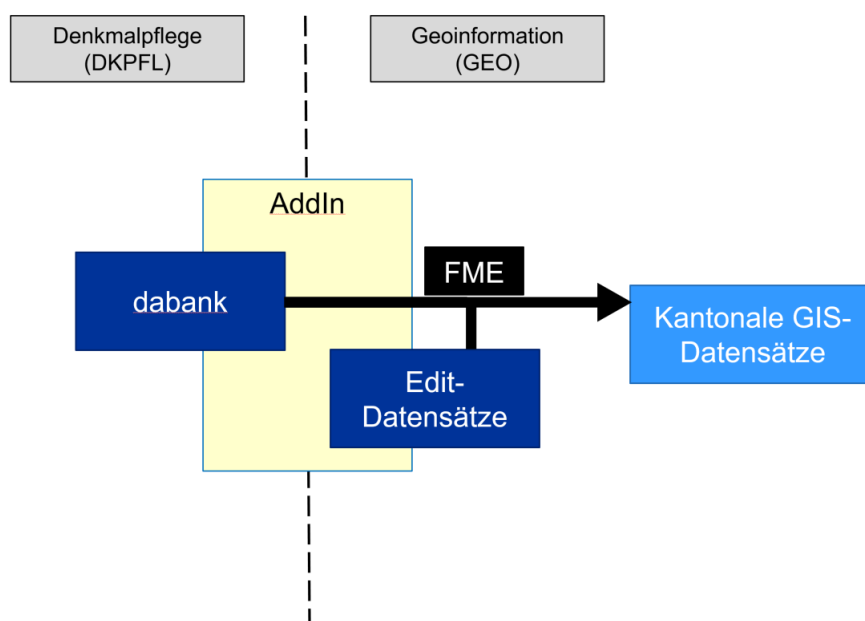 Denkmalpflege
(DKPFL)
Geoinformation
(GEO)
AddIn
FME
dabank
Kantonale GIS-
Datensätze
Edit-
Datensätze